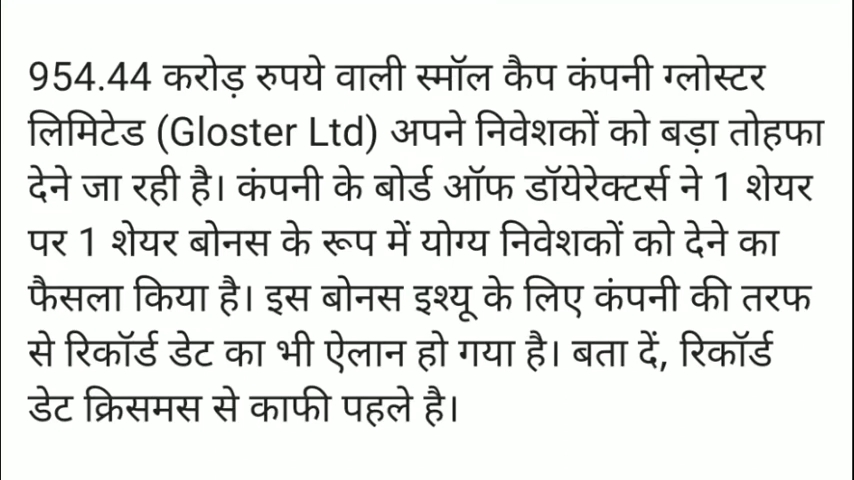 954.44 करोड़ रुपये वाली स्मॉल कैप कंपनी ग्लोस्टर
लिमिटेड (Gloster Ltd) अपने निवेशकों को बड़ा तोहफा
देने जा रही है। कंपनी के बोर्ड ऑफ डॉयेरेक्टर्स ने 1 शेयर
पर 1 शेयर बोनस के रूप में योग्य निवेशकों को देने का
फैसला किया है। इस बोनस इश्यू के लिए कंपनी की तरफ
से रिकॉर्ड डेट का भी ऐलान हो गया है। बता दें, रिकॉर्ड
डेट क्रिसमस से काफी पहले है।